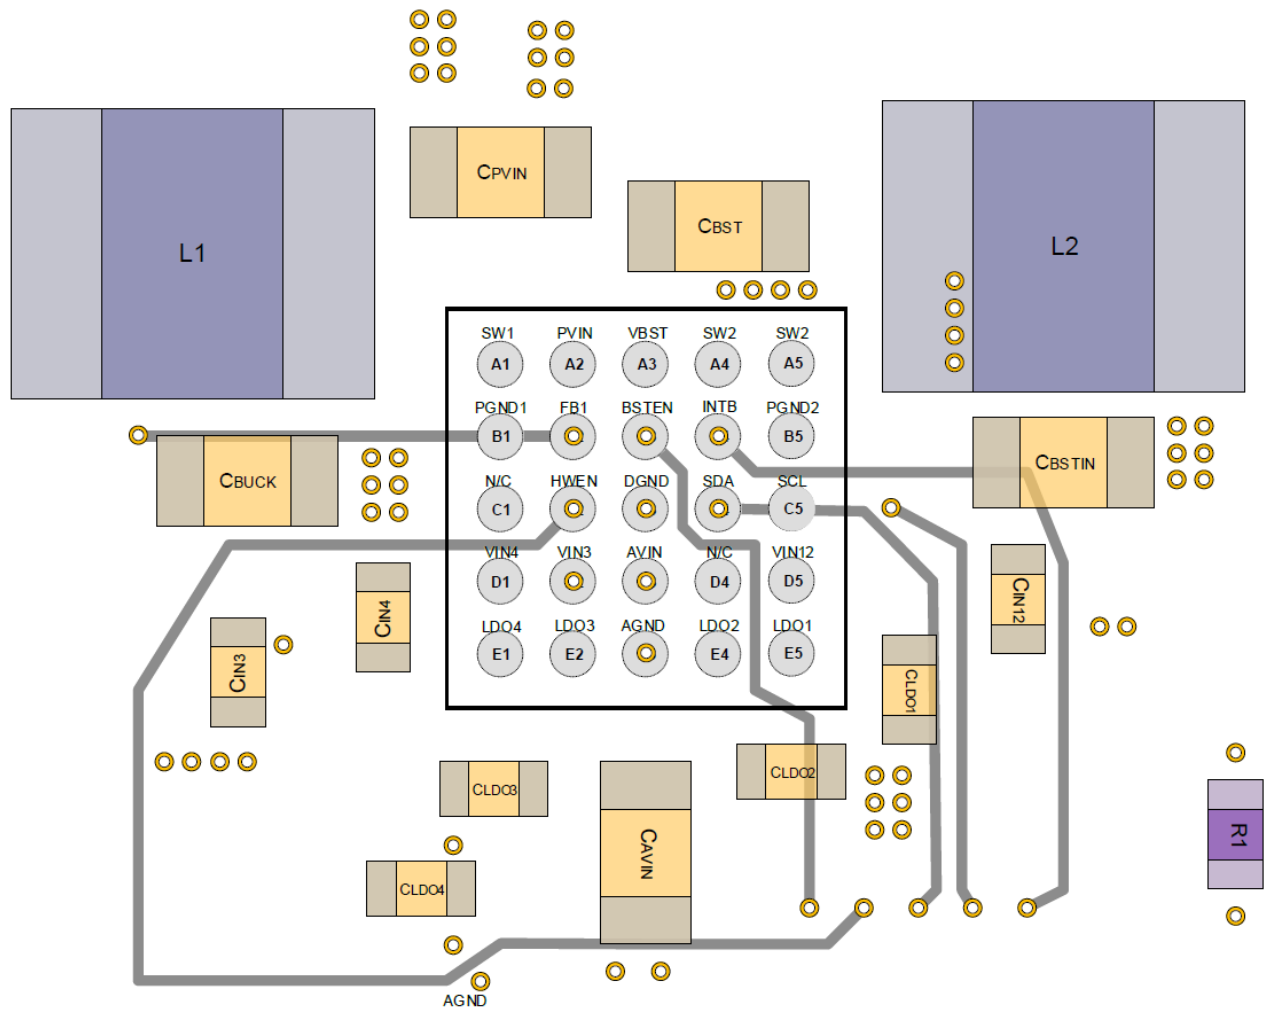 CPVIN
CBST
L1
L2
SW1 PVIN VBST SW2 SW2
A1 A2 A3 A4 A5
PGND1 FB1 BSTEN INTB PGND2
B1 B5
CBUCK
CBSTIN
N/C HWEN DGND SDA SCL
C1 C5
VIN4 VIN3 AVIN N/C VIN12
D1 D4 D5
CIN4
CIN12
LDO4 LDO3 AGND LDO2 LDO1
E1 E2 E4 E5
CIN3
CLDO1
CLDO2
CLDO3
CAVIN
R1
CLDO4
AGND